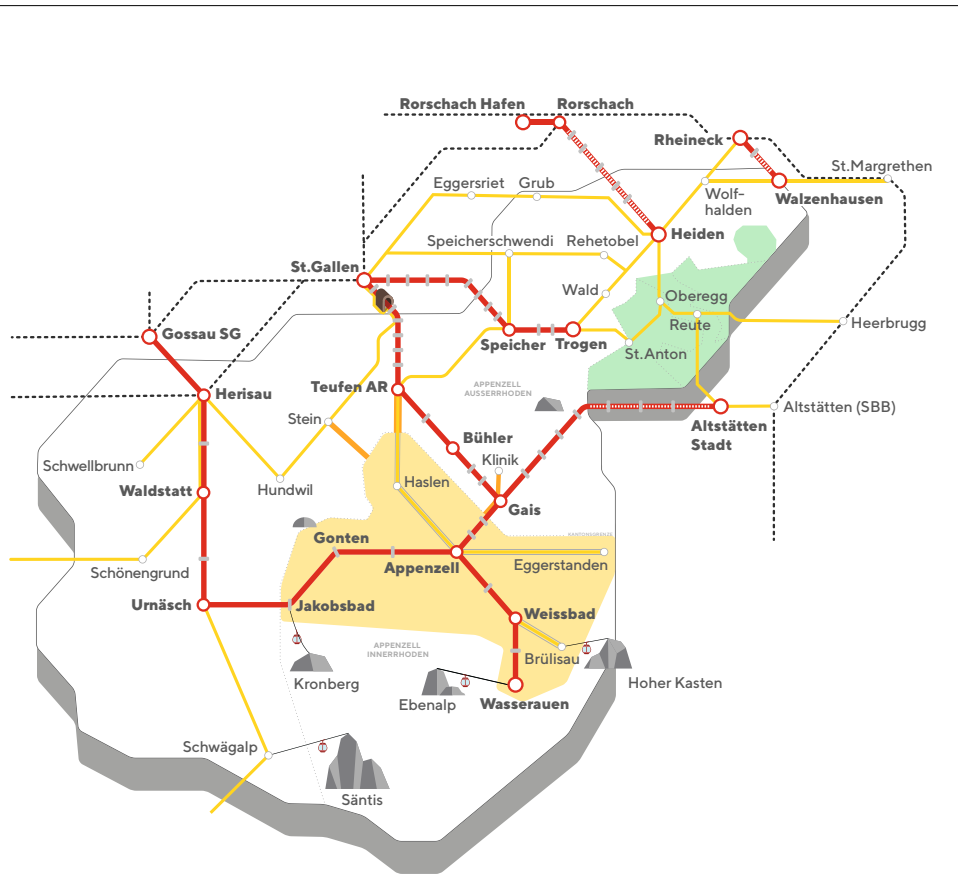 Rorschach Hafen
Rorschach
Rheineck
St.Margrethen
Eggersriet
Grub
Wolf-
halden
Walzenhausen
Speicherschwendi
Rehetobel
Heiden
St.Gallen
Wald
Oberegg
Gossau SG
Reute
Heerbrugg
Speicher
Trogen
St.Anton
Teufen AR
APPENZELL
AUSSERRHODEN
Herisau
Altstätten (SBB)
Stein
Altstätten
Stadt
Bühler
Klinik
Schwellbrunn
Haslen
Waldstatt
Hundwil
Gais
KANTONSGRENZE
Gonten
Appenzell
Eggerstanden
Schönengrund
Urnäsch
Jakobsbad
Weissbad
APPENZELL
INNERRHODEN
Brülisau
Kronberg
Hoher Kasten
Ebenalp
Wasserauen
Schwägalp
Säntis